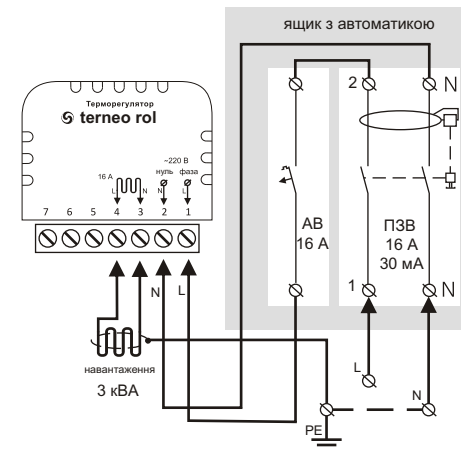 ящик з автоматикою
2
N
Терморегулятор
terneo rol
~220 В
16 А
L
N
нуль
фаза
N
L
7 6 5 4 3 2 1
АВ
16 А
ПЗВ
16 А
30 мА
N
L
1
N
навантаження
3 кВА
L
N
PE